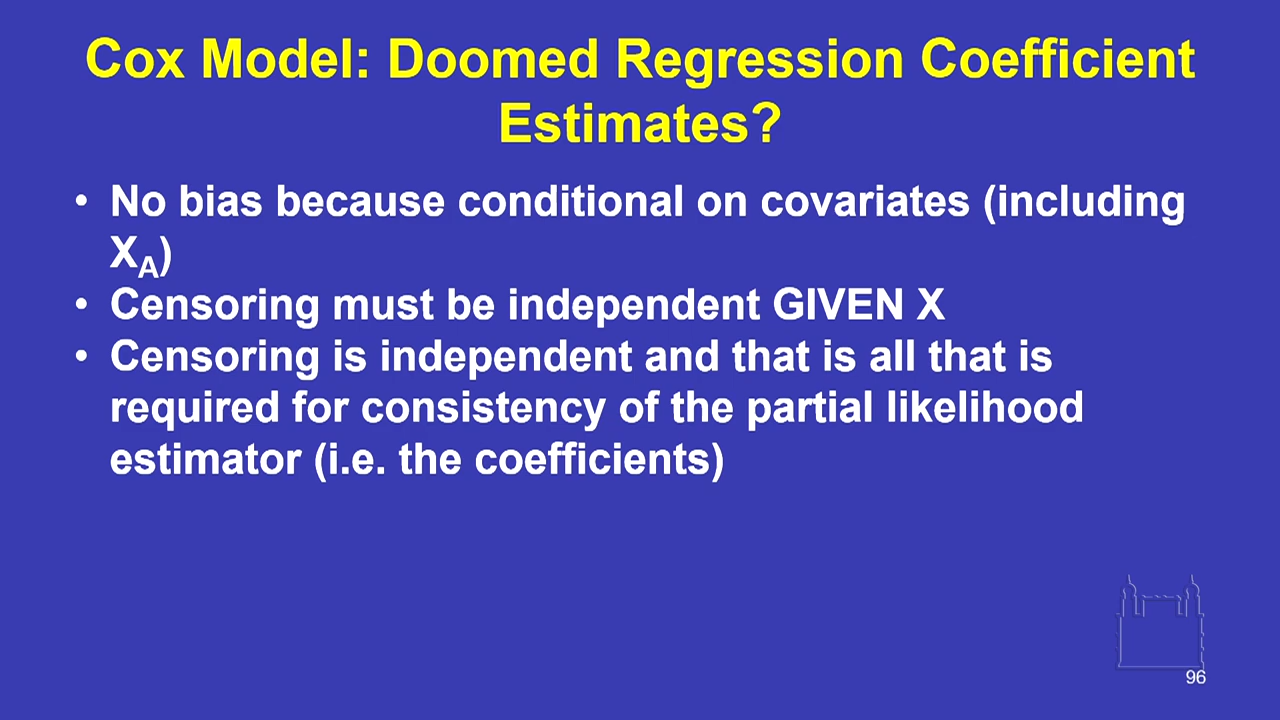 Cox Model: Doomed Regression Coefficient
Estimates?
• No bias because conditional on covariates (including
X_A)
• Censoring must be independent GIVEN X
• Censoring is independent and that is all that is
required for consistency of the partial likelihood
estimator (i.e. the coefficients)
96